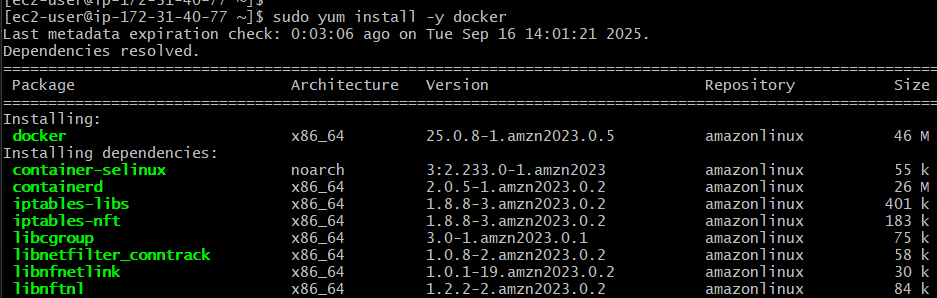 [ec2-user@ip-172-31-40-77 ~]$
[ec2-user@ip-172-31-40-77 ~]$ sudo yum install -y docker
Last metadata expiration check: 0:03:06 ago on Tue Sep 16 14:01:21 2025.
Dependencies resolved.
================================================================================
Package Architecture Version Repository Size
================================================================================
Installing:
docker x86_64 25.0.8-1.amzn2023.0.5 amazonlinux 46 M
Installing dependencies:
container-selinux noarch 3:2.233.0-1.amzn2023 amazonlinux 55 k
containerd x86_64 2.0.5-1.amzn2023.0.2 amazonlinux 26 M
iptables-libs x86_64 1.8.8-3.amzn2023.0.2 amazonlinux 401 k
iptables-nft x86_64 1.8.8-3.amzn2023.0.2 amazonlinux 183 k
libcgroup x86_64 3.0-1.amzn2023.0.1 amazonlinux 75 k
libnetfilter_conntrack x86_64 1.0.8-2.amzn2023.0.2 amazonlinux 58 k
libnfnetlink x86_64 1.0.1-19.amzn2023.0.2 amazonlinux 30 k
libnftnl x86_64 1.2.2-2.amzn2023.0.2 amazonlinux 84 k